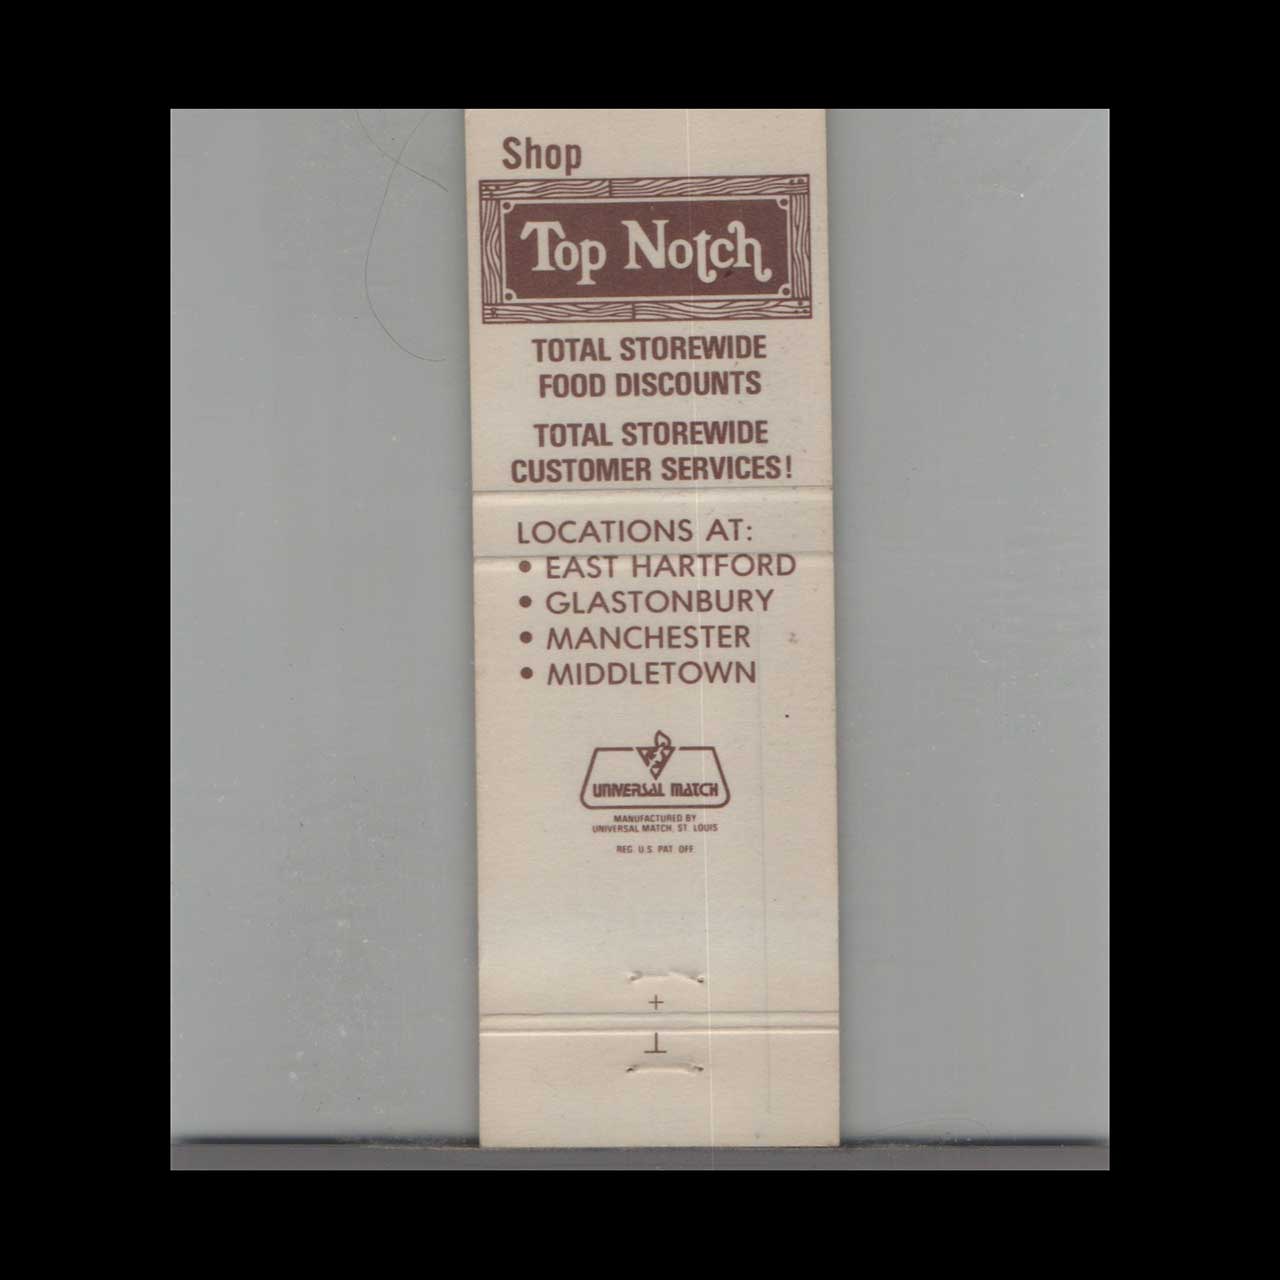 Shop
Top Notch
TOTAL STOREWIDE
FOOD DISCOUNTS
TOTAL STOREWIDE
CUSTOMER SERVICES!
LOCATIONS AT:
• EAST HARTFORD
• GLASTONBURY
• MANCHESTER
• MIDDLETOWN
UNIVERSAL MATCH
MANUFACTURED BY
UNIVERSAL MATCH, ST. LOUIS
REG. U.S. PAT. OFF.